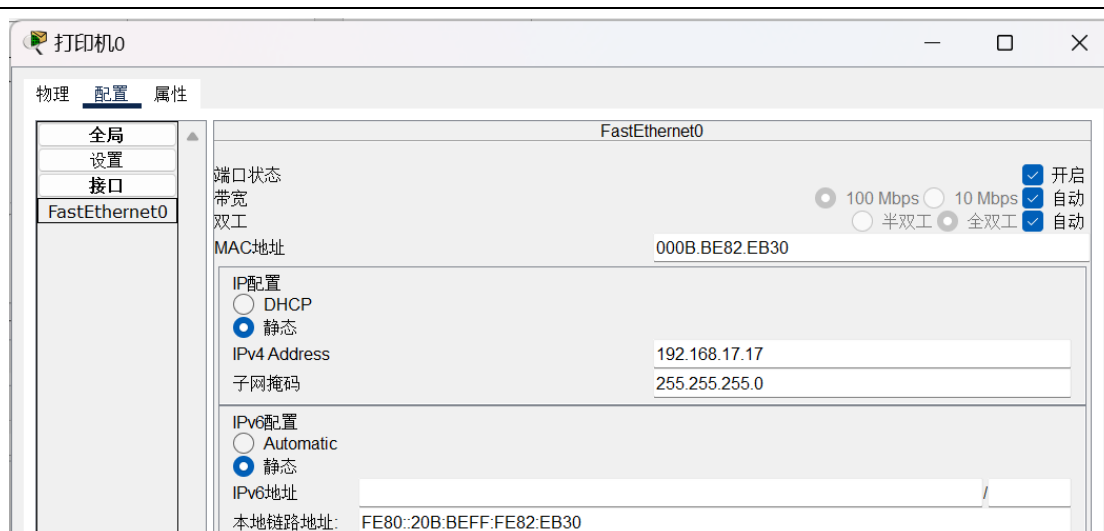 打印机0
物理 配置 属性
全局
设置
接口
FastEthernet0
FastEthernet0
端口状态 开启
带宽 100 Mbps 10 Mbps 自动
双工 半双工 全双工 自动
MAC地址 000B.BE82.EB30
IP配置
DHCP
静态
IPv4 Address 192.168.17.17
子网掩码 255.255.255.0
IPv6配置
Automatic
静态
IPv6地址 /
本地链路地址: FE80::20B:BEFF:FE82:EB30